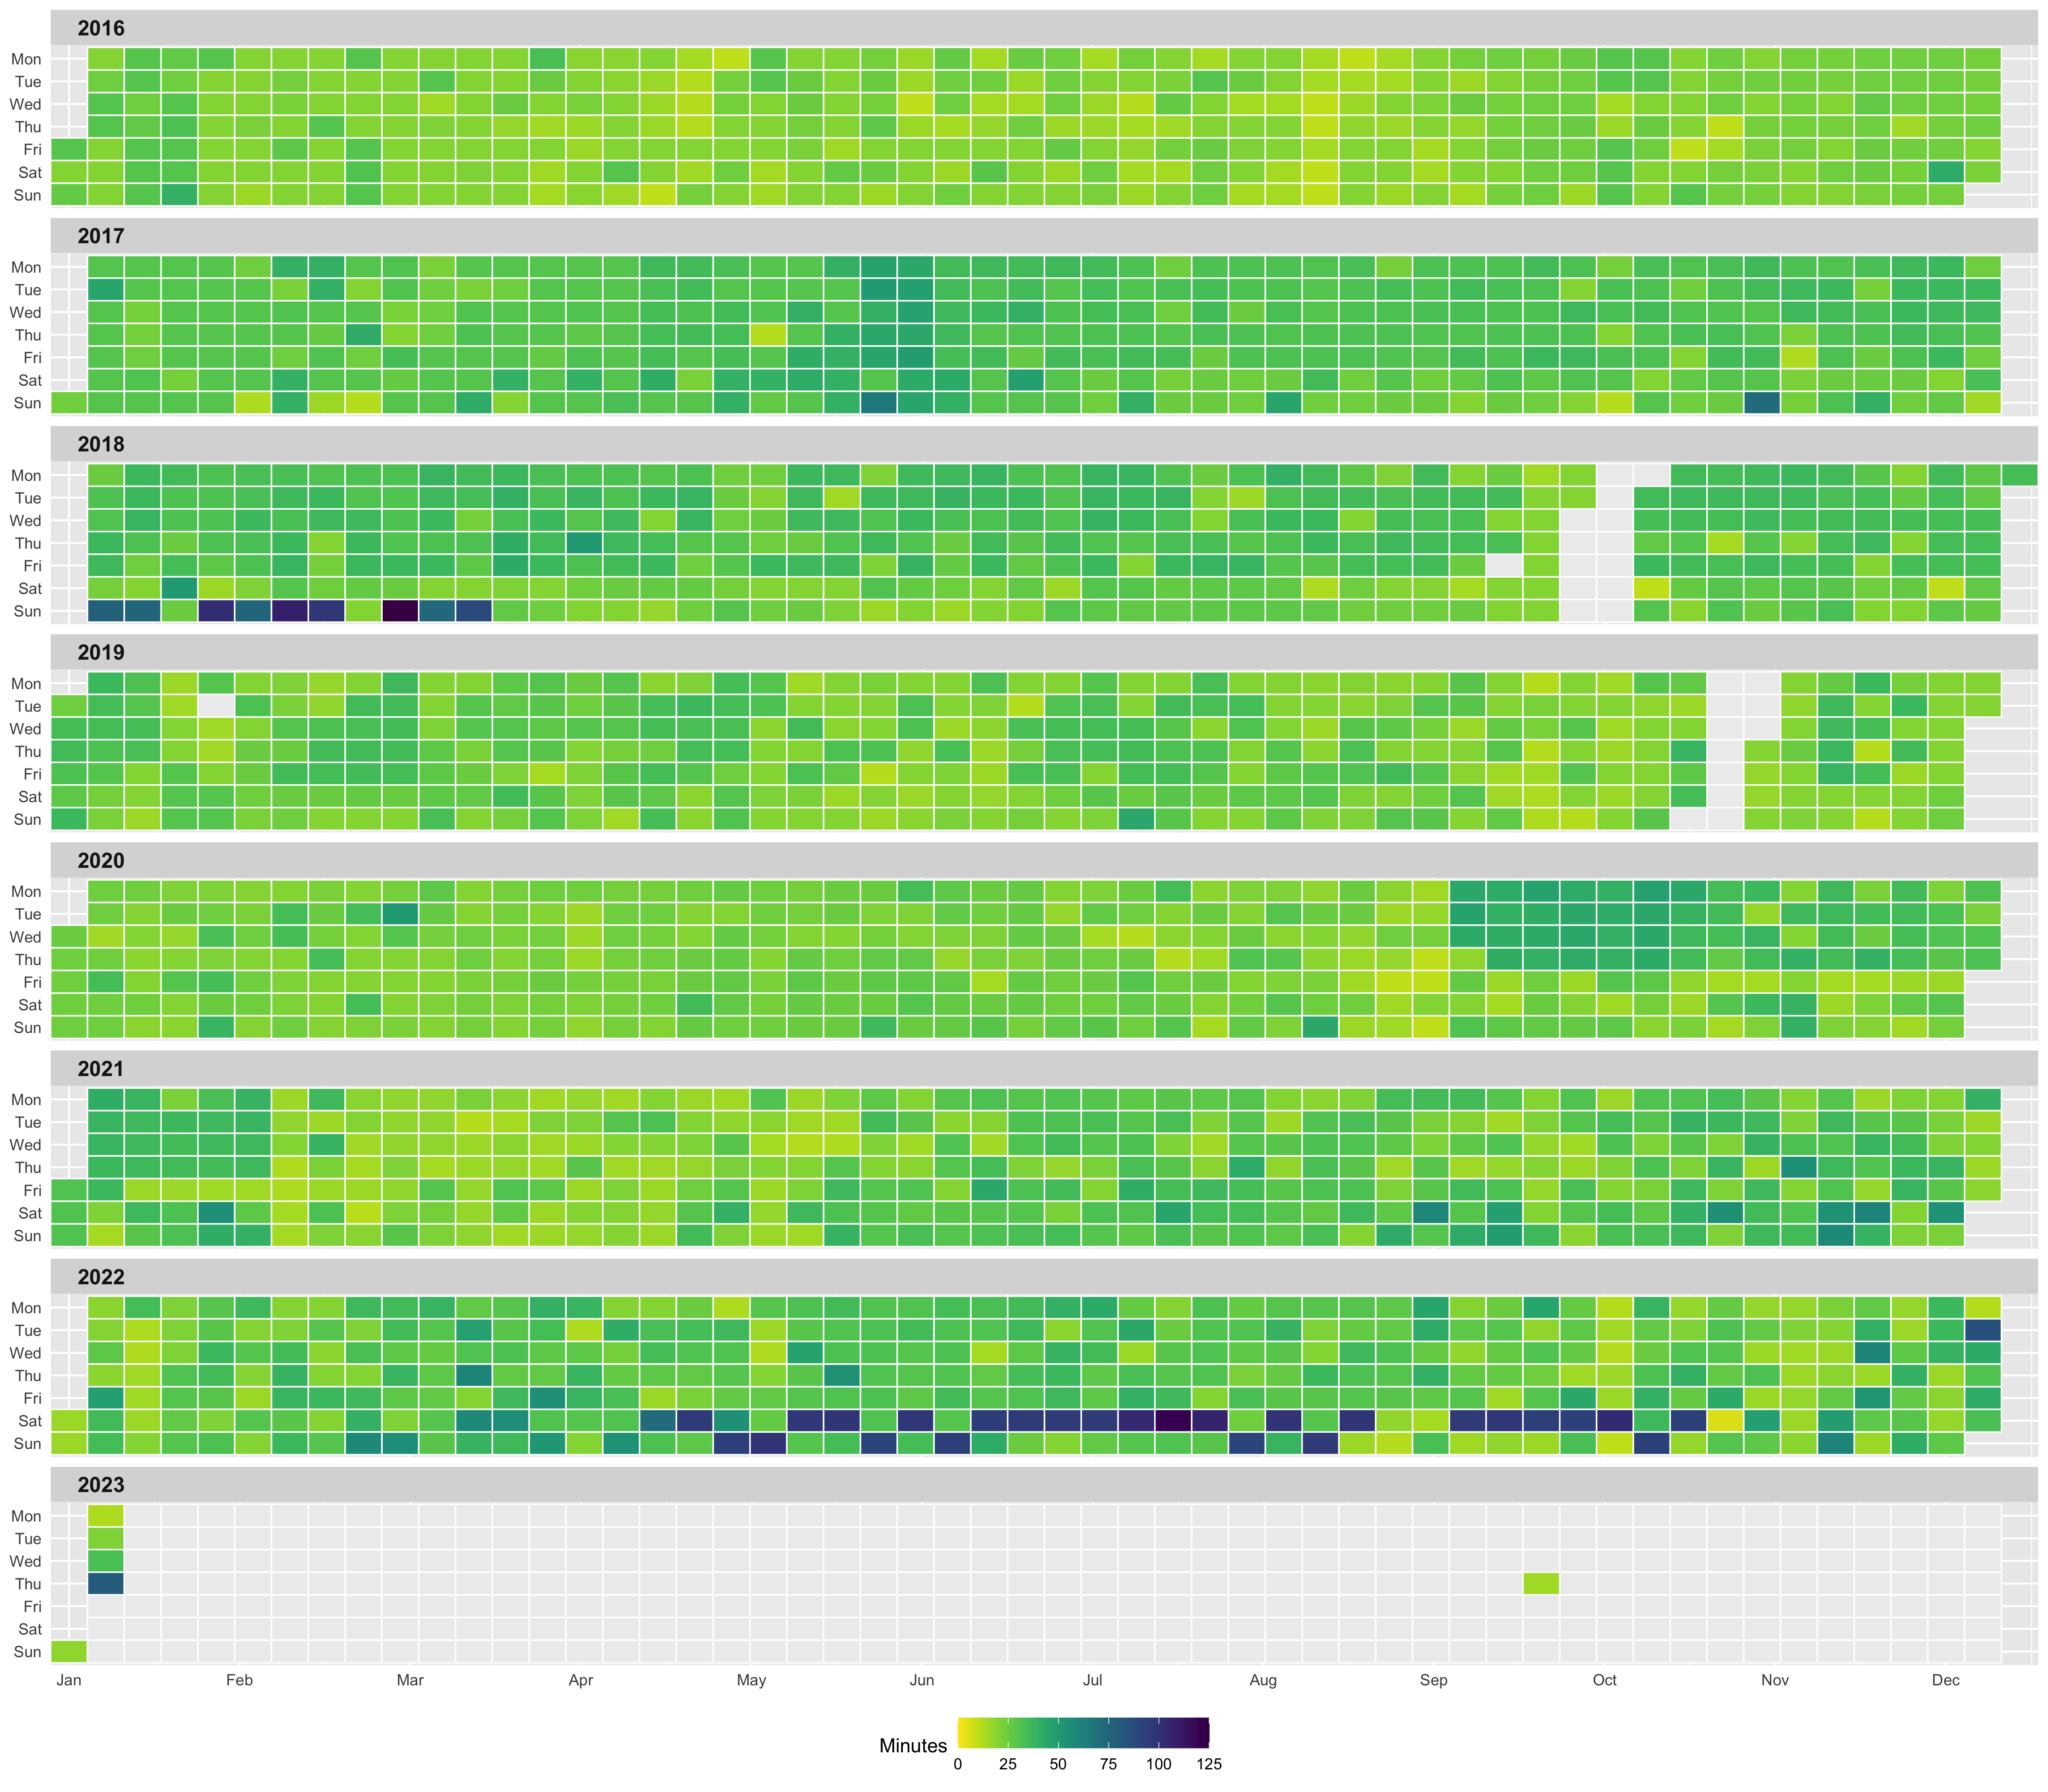 2016
Mon
Tue
Wed
Thu
Fri
Sat
Sun
2017
Mon
Tue
Wed
Thu
Fri
Sat
Sun
2018
Mon
Tue
Wed
Thu
Fri
Sat
Sun
2019
Mon
Tue
Wed
Thu
Fri
Sat
Sun
2020
Mon
Tue
Wed
Thu
Fri
Sat
Sun
2021
Mon
Tue
Wed
Thu
Fri
Sat
Sun
2022
Mon
Tue
Wed
Thu
Fri
Sat
Sun
2023
Mon
Tue
Wed
Thu
Fri
Sat
Sun
Jan Feb Mar Apr May Jun Jul Aug Sep Oct Nov Dec
Minutes
0 25 50 75 100 125